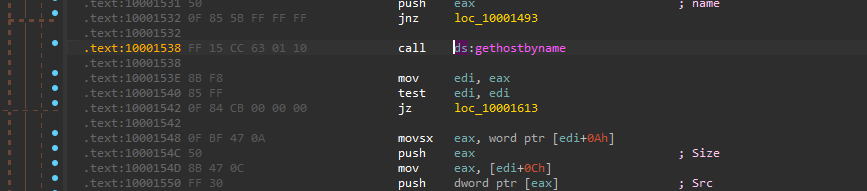 .text:10001531 50 push eax ; name
.text:10001532 0F 85 5B FF FF FF jnz loc_10001493
.text:10001532
.text:10001538 FF 15 CC 63 01 10 call ds:gethostbyname
.text:10001538
.text:1000153E 8B F8 mov edi, eax
.text:10001540 85 FF test edi, edi
.text:10001542 0F 84 CB 00 00 00 jz loc_10001613
.text:10001542
.text:10001548 0F BF 47 0A movsx eax, word ptr [edi+0Ah]
.text:1000154C 50 push eax ; Size
.text:1000154D 8B 47 0C mov eax, [edi+0Ch]
.text:10001550 FF 30 push dword ptr [eax] ; Src